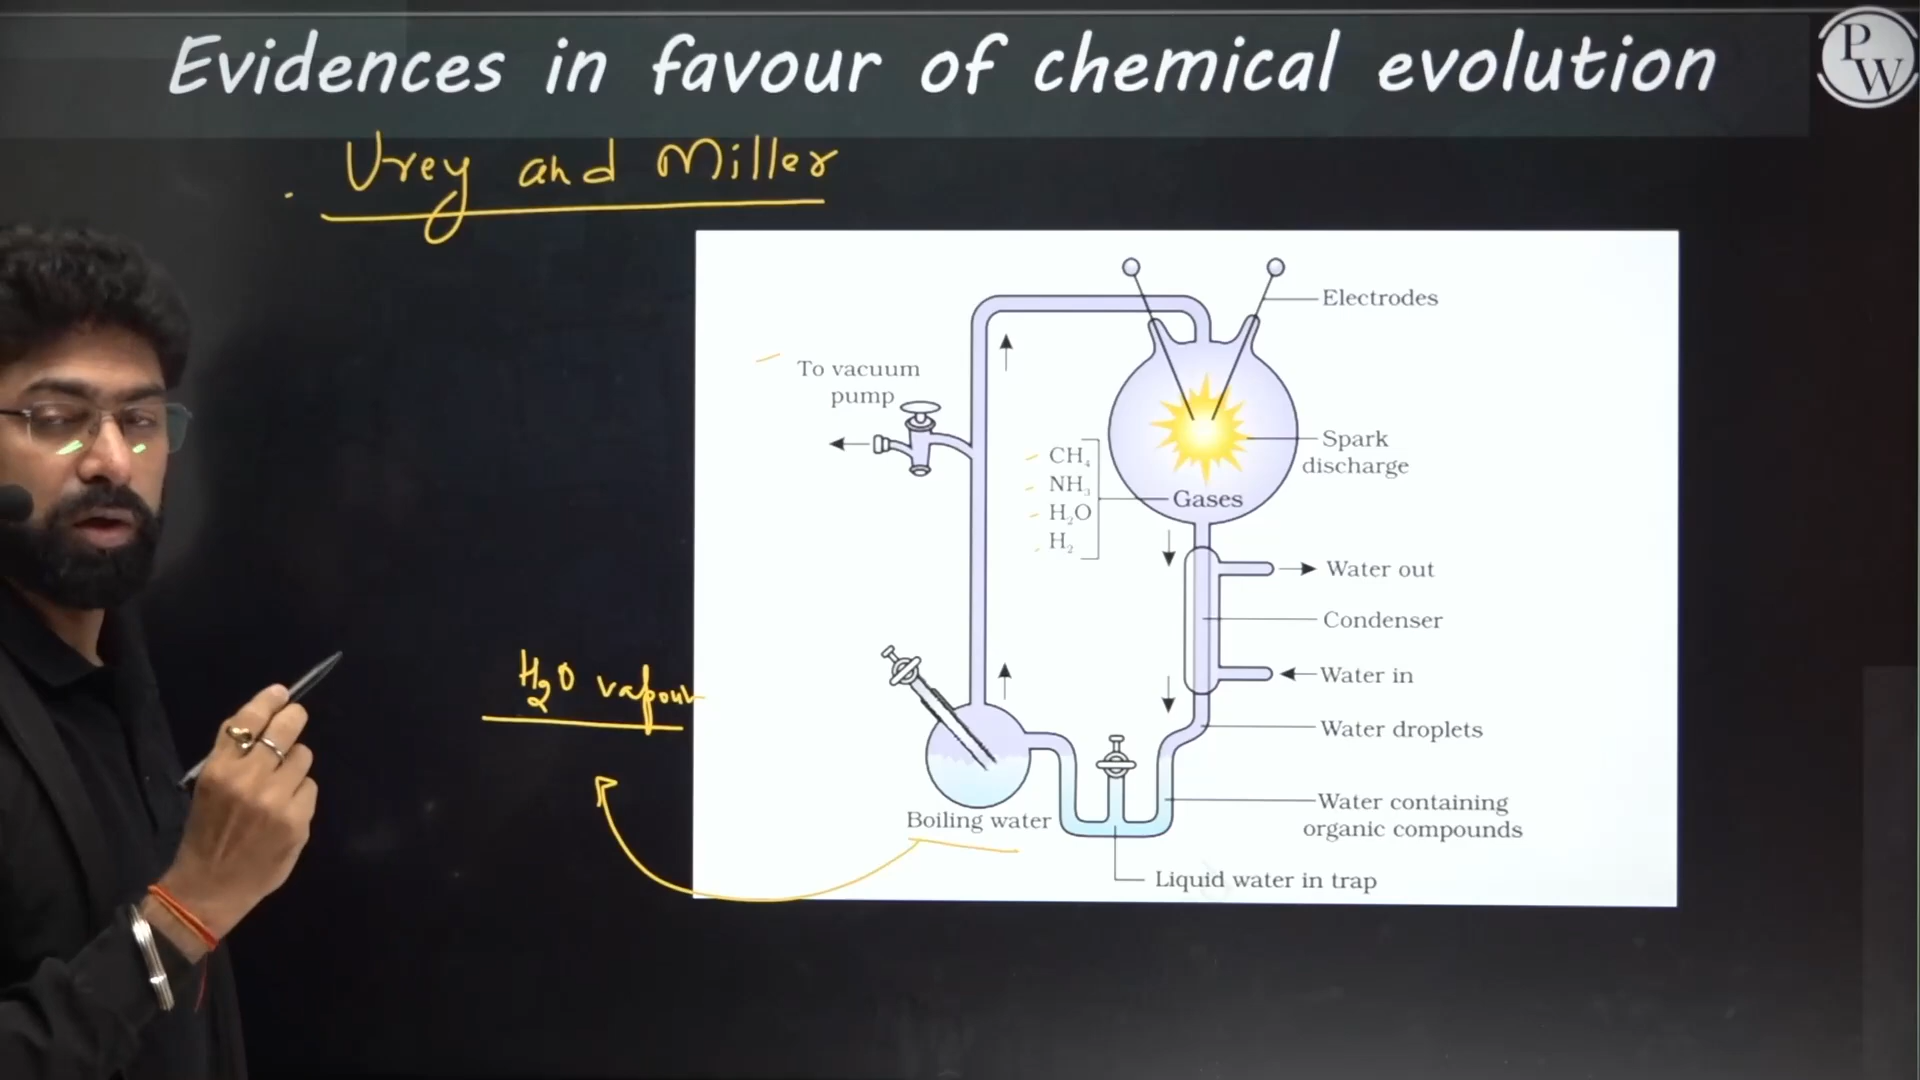 Evidences in favour of chemical evolution
PW
Urey and Miller
Electrodes
To vacuum
pump
Spark
discharge
CH₄
NH₃
H₂O
H₂
Gases
Water out
Condenser
Water in
H₂O vapour
Water droplets
Water containing
organic compounds
Boiling water
Liquid water in trap